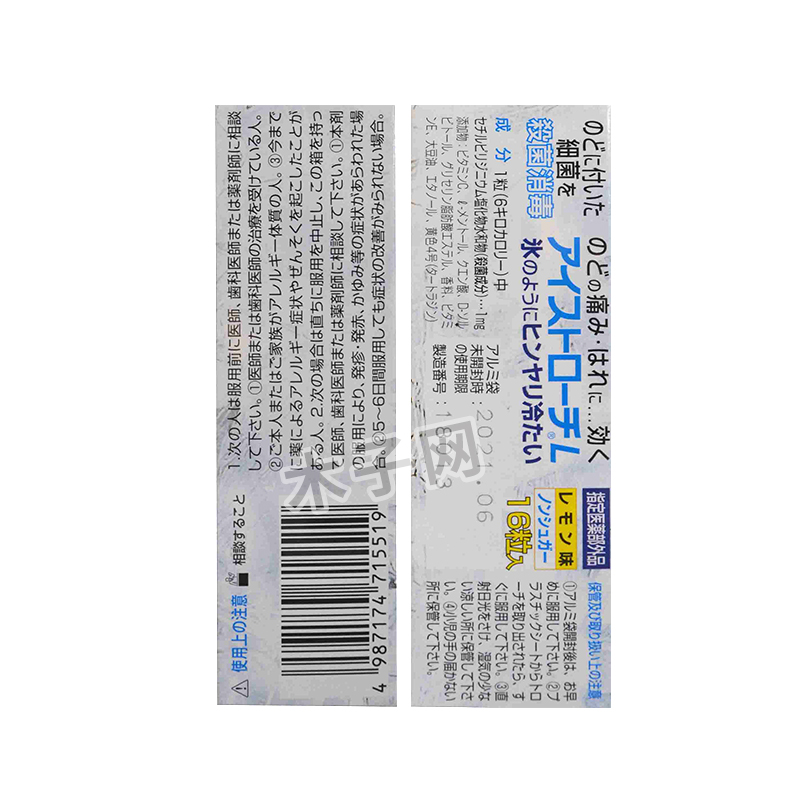 ⚠ 使用上の注意
■ 相談すること
1.次の人は服用前に医師、歯科医師または薬剤師に相談
して下さい。①医師または歯科医師の治療を受けている人。
②ご本人またはご家族がアレルギー体質の人。③今まで
に薬によるアレルギー症状やぜんそくを起こしたことが
ある人。2.次の場合は直ちに服用を中止し、この箱を持っ
て医師、歯科医師または薬剤師に相談して下さい。①本剤
の服用により、発疹・発赤、かゆみ等の症状があらわれた場
合。②5〜6日間服用しても症状の改善がみられない場合。
4 987174 715519
のどに付いた
細菌を
殺菌消毒
のどの痛み・はれに…効く
アイストローチ®L
氷のようにヒンヤリ冷たい
指定医薬部外品
レモン味
ノンシュガー
16粒入
成分 1粒(6キロカロリー)中
セチルピリジニウム塩化物水和物(殺菌成分)…1mg
添加物:ビタミンC、ℓ-メントール、クエン酸、D-ソル
ビトール、グリセリン脂肪酸エステル、香料、ビタミ
ンE、大豆油、エタノール、黄色4号(タートラジン)
アルミ袋
未開封時
の使用期限
:2021.06
製造番号:
保管及び取り扱い上の注意
①アルミ袋開封後は、お早
めに服用して下さい。②プ
ラスチックシートからトロ
ーチを取り出されたら、す
ぐに服用して下さい。③直
射日光をさけ、湿気の少な
い涼しい所に保管して下さ
い。④小児の手の届かない
所に保管して下さい。
木子网